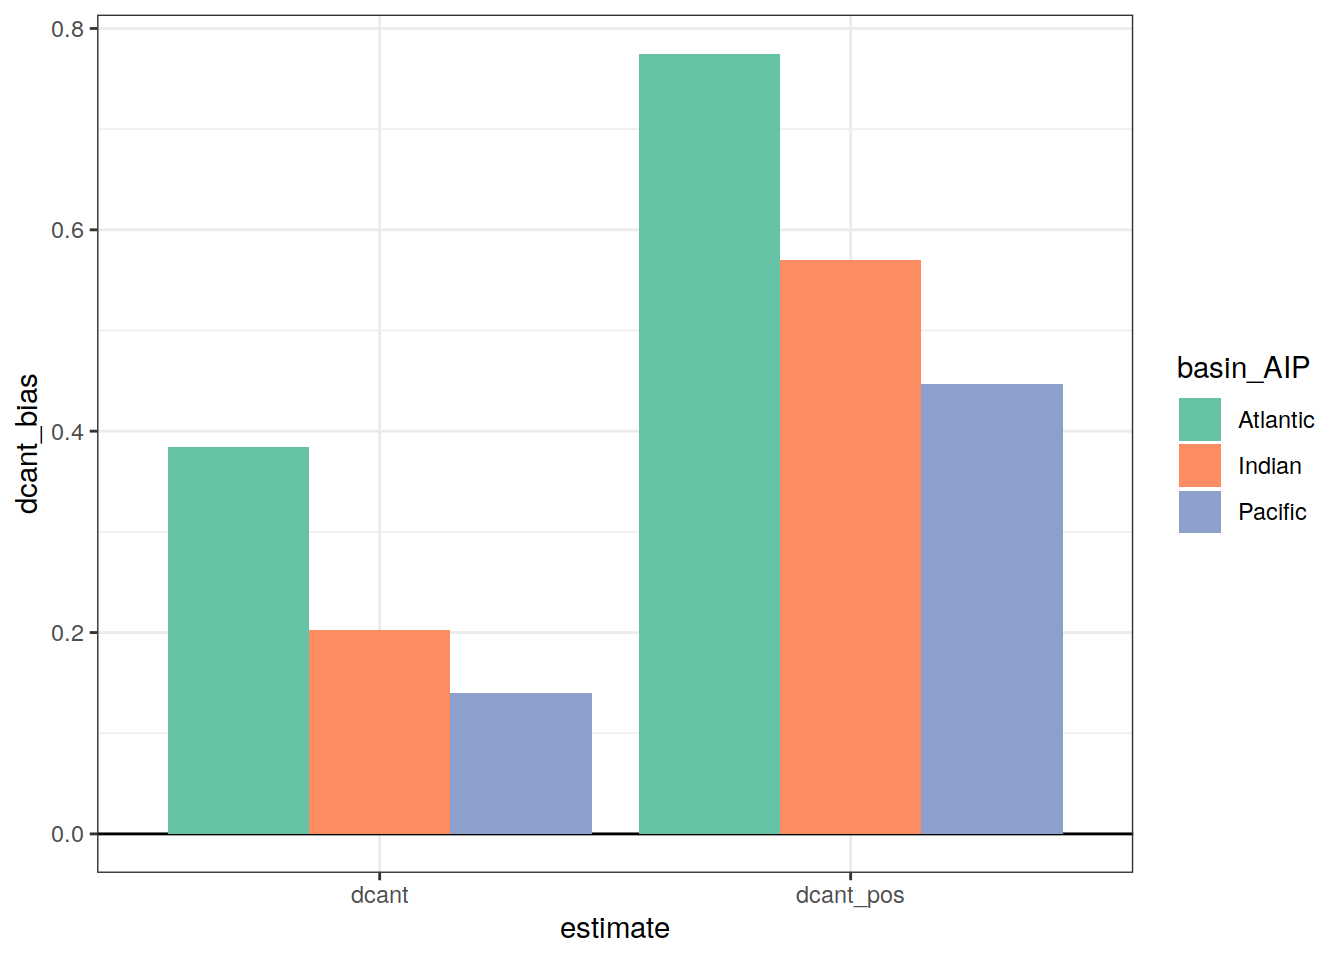 0.8
0.6
0.4
0.2
0.0
dcant_bias
dcant
dcant_pos
estimate
basin_AIP
Atlantic
Indian
Pacific